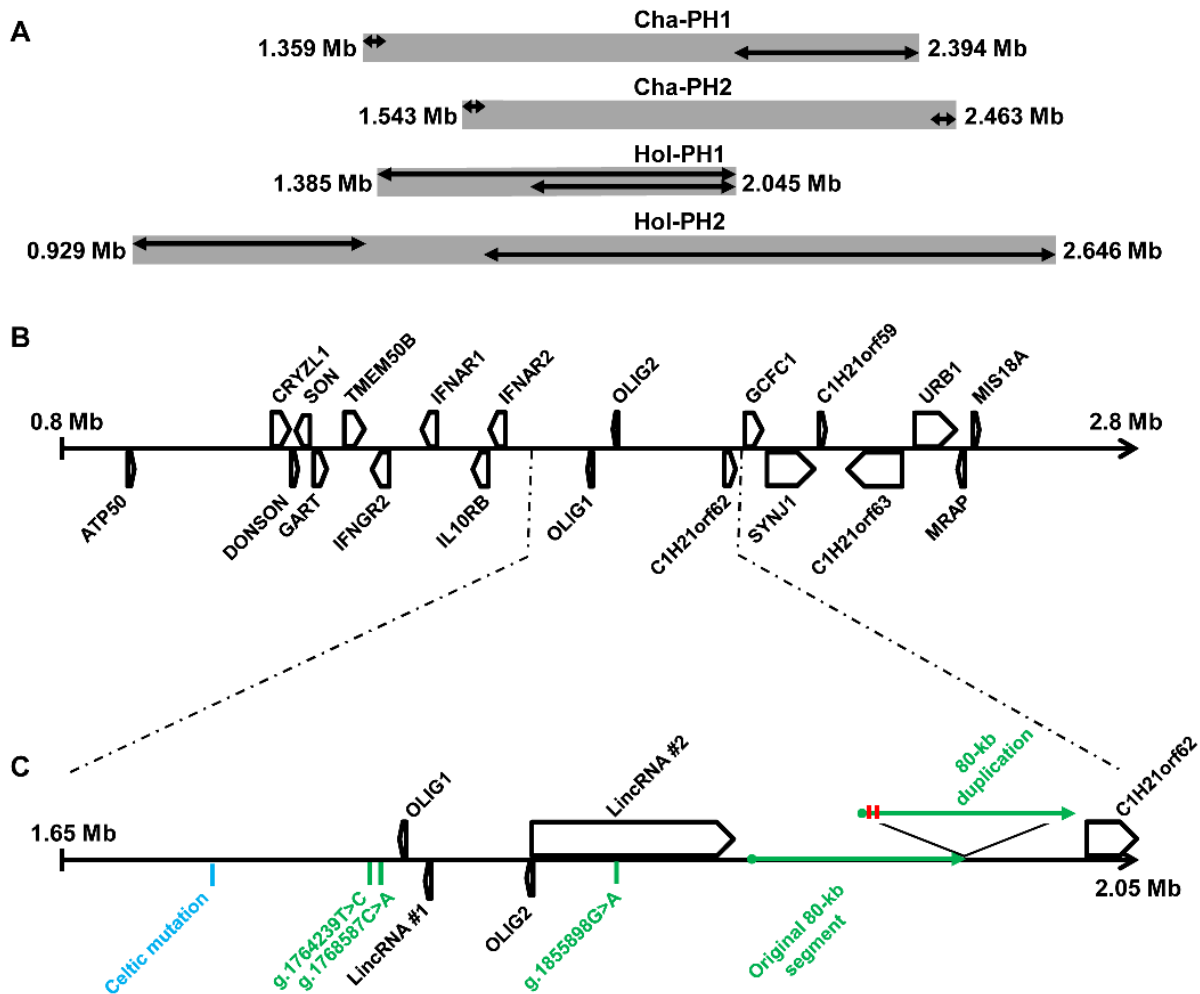 A
Cha-PH1
1.359 Mb
2.394 Mb
Cha-PH2
1.543 Mb
2.463 Mb
Hol-PH1
1.385 Mb
2.045 Mb
Hol-PH2
0.929 Mb
2.646 Mb
B
0.8 Mb
2.8 Mb
CRYZL1
SON
TMEM50B
IFNAR1
IFNAR2
OLIG2
GCFC1
C1H21orf59
URB1
MIS18A
ATP50
DONSON
GART
IFNGR2
IL10RB
OLIG1
C1H21orf62
SYNJ1
C1H21orf63
MRAP
C
1.65 Mb
2.05 Mb
OLIG1
LincRNA #2
80-kb
duplication
C1H21orf62
Celtic mutation
g.1764239T>C
g.1768587C>A
LincRNA #1
OLIG2
g.1855898G>A
Original 80-kb
segment